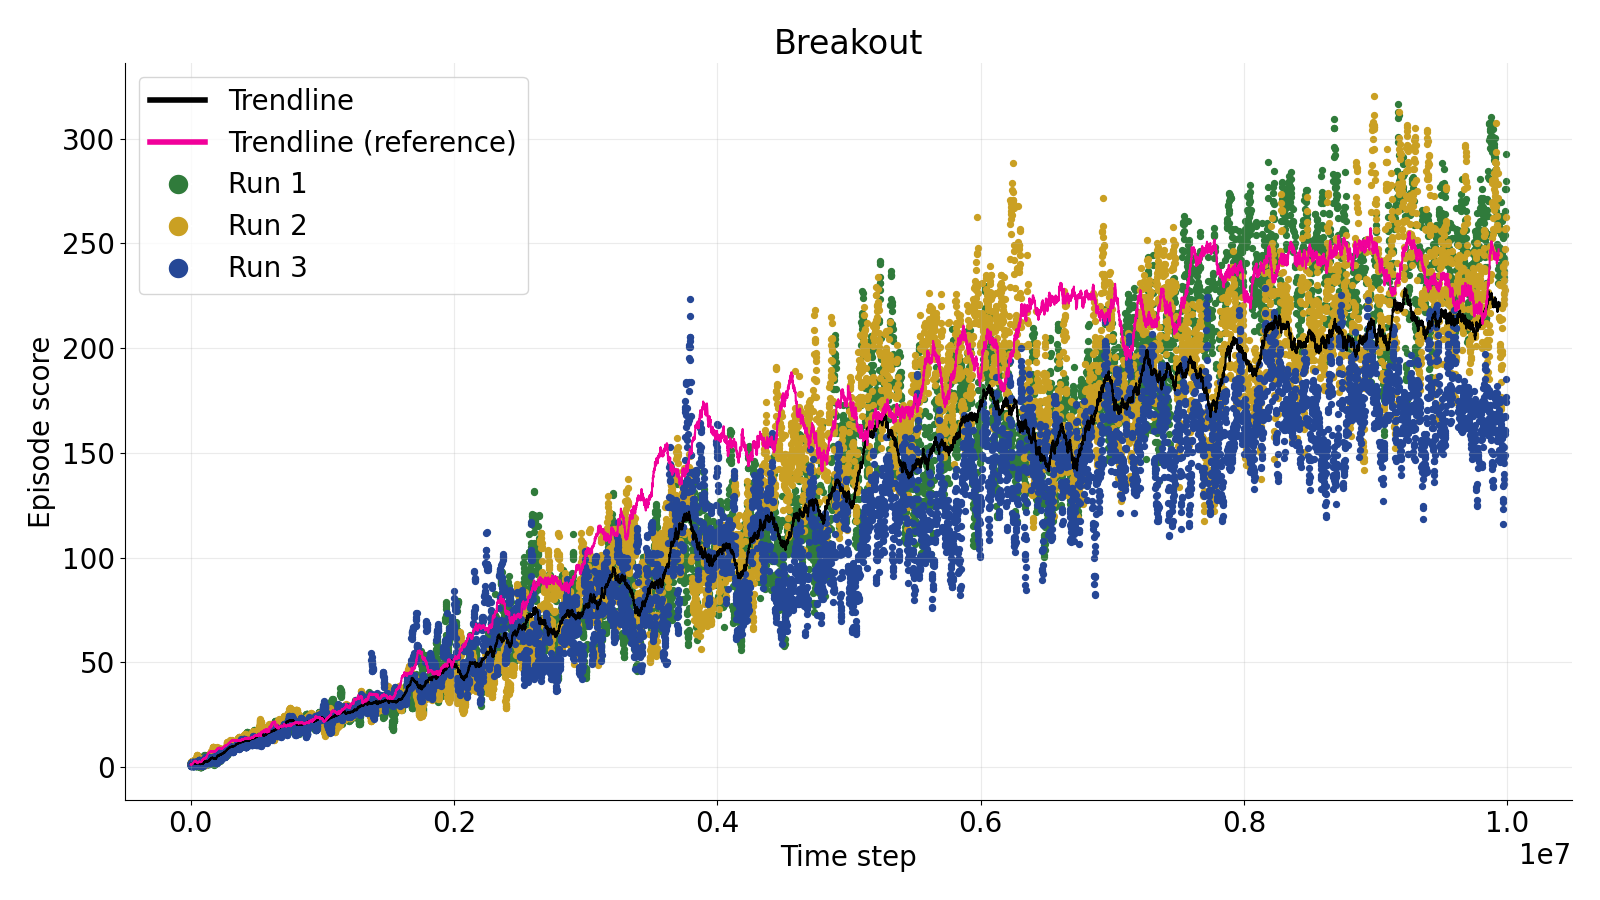 Breakout
Trendline
Trendline (reference)
Run 1
Run 2
Run 3
Episode score
300
250
200
150
100
50
0
0.0 0.2 0.4 0.6 0.8 1.0
1e7
Time step